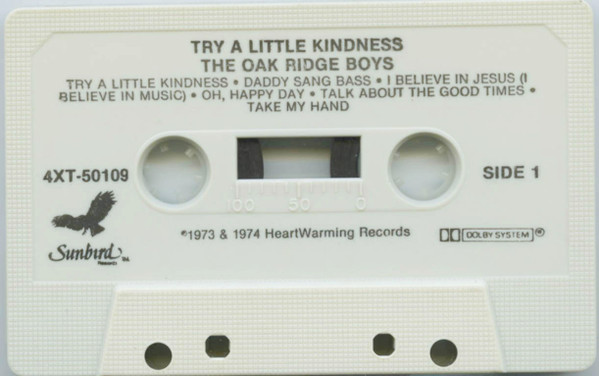 TRY A LITTLE KINDNESS
THE OAK RIDGE BOYS
TRY A LITTLE KINDNESS • DADDY SANG BASS • I BELIEVE IN JESUS (I
BELIEVE IN MUSIC) • OH, HAPPY DAY • TALK ABOUT THE GOOD TIMES •
TAKE MY HAND
4XT-50109
SIDE 1
100 50 0
Sunbird
Records
℗1973 & 1974 HeartWarming Records
DOLBY SYSTEM ®